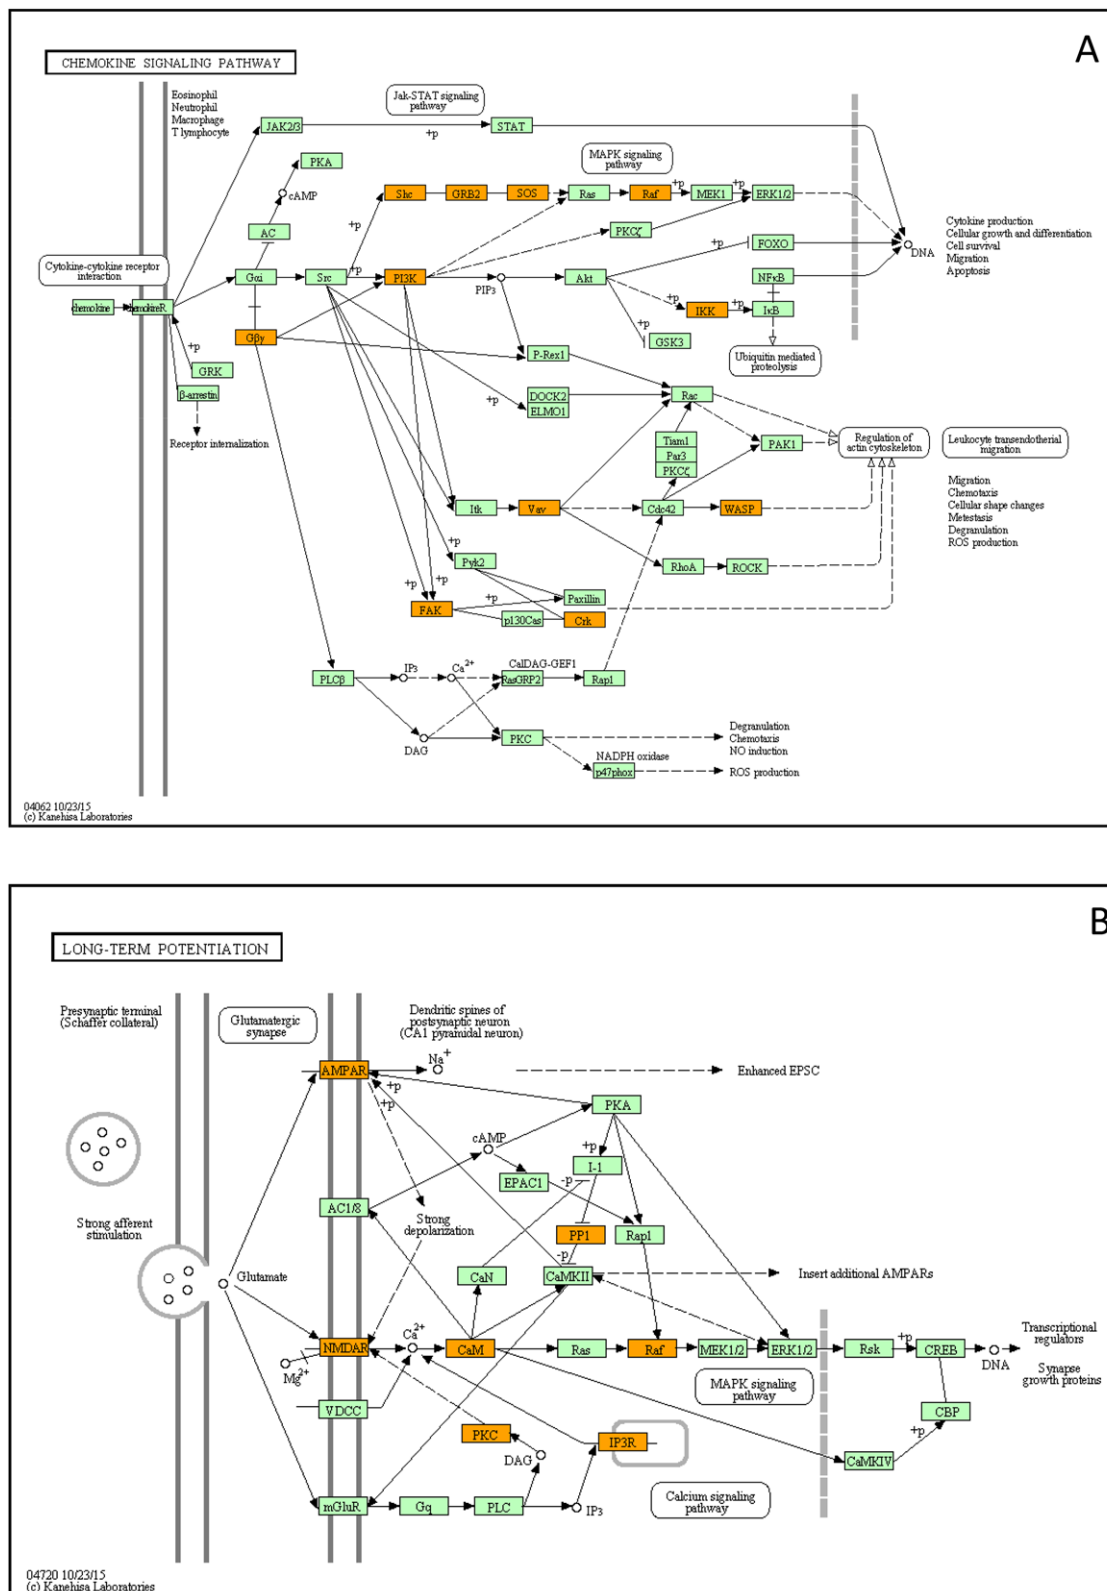 A
CHEMOKINE SIGNALING PATHWAY
Eosinophil
Neutrophil
Macrophage
T lymphocyte
Jak-STAT signaling
pathway
JAK2/3
+p
STAT
MAPK signaling
pathway
PKA
cAMP
Shc
GRB2
SOS
Ras
Raf
+p
MEK1
+p
ERK1/2
AC
+p
PKCζ
Cytokine production
Cellular growth and differentiation
Cell survival
Migration
Apoptosis
+p
FOXO
DNA
Cytokine-cytokine receptor
interaction
Gαi
Src
+p
PI3K
PIP3
Akt
NFκB
chemokine
chemokineR
+p
IKK
+p
IκB
Gβγ
+p
GSK3
+p
GRK
P-Rex1
Ubiquitin mediated
proteolysis
β-arrestin
+p
DOCK2
ELMO1
Rac
Receptor internalization
Tiam1
Par3
PKCζ
PAK1
Regulation of
actin cytoskeleton
Leukocyte transendotherial
migration
Migration
Chemotaxis
Cellular shape changes
Metestasis
Degranulation
ROS production
Itk
Vav
Cdc42
WASP
+p
Pyk2
RhoA
ROCK
+p
+p
FAK
+p
Paxillin
p130Cas
Crk
PLCβ
IP3
Ca2+
CalDAG-GEF1
RasGRP2
Rap1
DAG
PKC
Degranulation
Chemotaxis
NO induction
NADPH oxidase
p47phox
ROS production
04062 10/23/15
(c) Kanehisa Laboratories
B
LONG-TERM POTENTIATION
Presynaptic terminal
(Schaffer collateral)
Glutamatergic
synapse
Dendritic spines of
postsynaptic neuron
(CA1 pyramidal neuron)
AMPAR
Na+
Enhanced EPSC
+p
+p
PKA
cAMP
+p
I-1
EPAC1
-p
AC1/8
Strong
depolarization
PP1
Rap1
Strong afferent
stimulation
-p
CaN
CaMKII
Insert additional AMPARs
Glutamate
NMDAR
Ca2+
CaM
Ras
Raf
MEK1/2
ERK1/2
Rsk
+p
CREB
DNA
Transcriptional
regulators
Synapse
growth proteins
Mg2+
MAPK signaling
pathway
VDCC
CBP
+p
PKC
IP3R
DAG
CaMKIV
mGluR
Gq
PLC
IP3
Calcium signaling
pathway
04720 10/23/15
(c) Kanehisa Laboratories